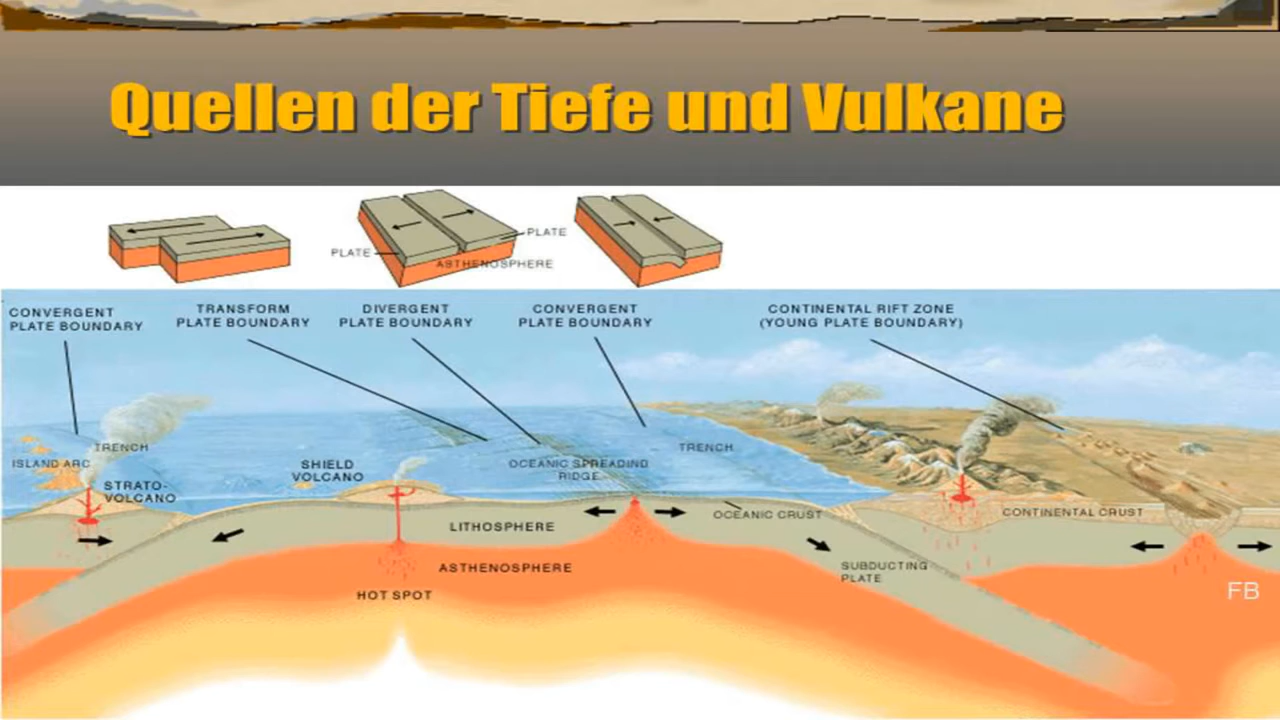 Quellen der Tiefe und Vulkane
PLATE
PLATE
ASTHENOSPHERE
CONVERGENT
PLATE BOUNDARY
TRANSFORM
PLATE BOUNDARY
DIVERGENT
PLATE BOUNDARY
CONVERGENT
PLATE BOUNDARY
CONTINENTAL RIFT ZONE
(YOUNG PLATE BOUNDARY)
TRENCH
ISLAND ARC
STRATO-
VOLCANO
SHIELD
VOLCANO
OCEANIC SPREADIND
RIDGE
TRENCH
LITHOSPHERE
OCEANIC CRUST
CONTINENTAL CRUST
ASTHENOSPHERE
SUBDUCTING
PLATE
HOT SPOT
FB